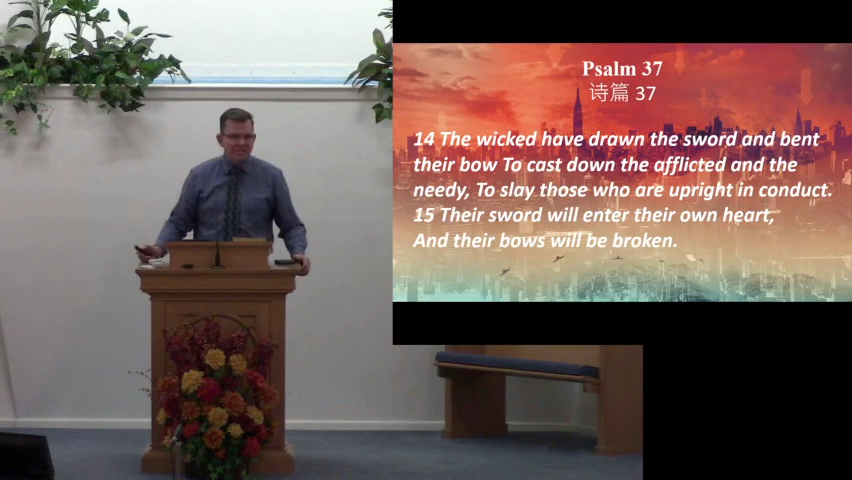 Psalm 37
诗篇 37
14 The wicked have drawn the sword and bent
their bow To cast down the afflicted and the
needy, To slay those who are upright in conduct.
15 Their sword will enter their own heart,
And their bows will be broken.